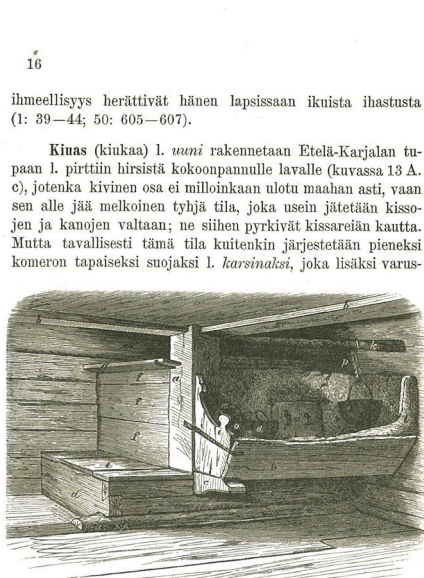 16
ihmeellisyys herättivät hänen lapsissaan ikuista ihastusta
(1: 39—44; 50: 605—607).
Kiuas (kiukaa) l. uuni rakennetaan Etelä-Karjalan tu-
paan l. pirttiin hirsistä kokoonpannulle lavalle (kuvassa 13 A.
c), jotenka kivinen osa ei milloinkaan ulotu maahan asti, vaan
sen alle jää melkoinen tyhjä tila, joka usein jätetään kisso-
jen ja kanojen valtaan; ne siihen pyrkivät kissareiän kautta.
Mutta tavallisesti tämä tila kuitenkin järjestetään pieneksi
komeron tapaiseksi suojaksi l. karsinaksi, joka lisäksi varus-